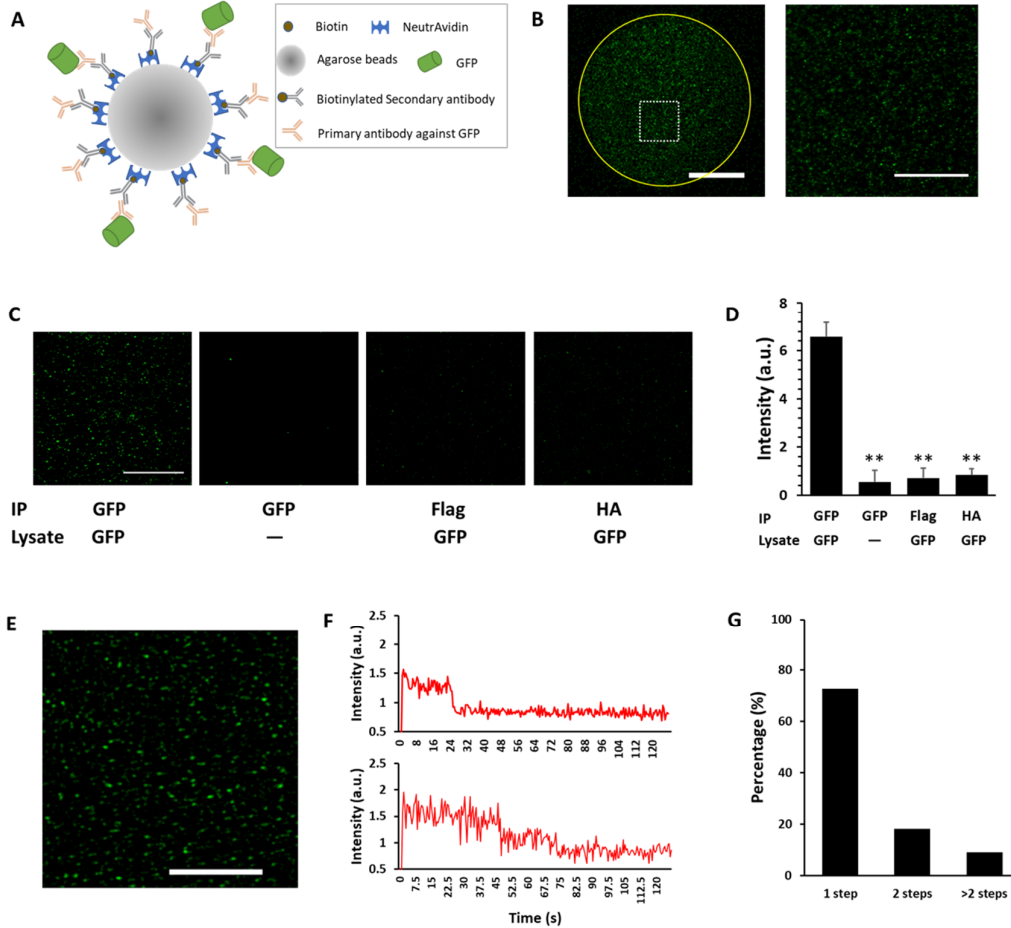 A
Biotin NeutrAvidin
Agarose beads GFP
Biotinylated Secondary antibody
Primary antibody against GFP
B
C
IP GFP GFP Flag HA
Lysate GFP — GFP GFP
D
Intensity (a.u.)
8
6
4
2
0
** ** **
IP GFP GFP Flag HA
Lysate GFP — GFP GFP
E
F
Intensity (a.u.)
2.5
2
1.5
1
0.5
0 8 16 24 32 40 48 56 64 72 80 88 96 104 112 120
Intensity (a.u.)
2.5
2
1.5
1
0.5
0 7.5 15 22.5 30 37.5 45 52.5 60 67.5 75 82.5 90 97.5 105 112.5 120
Time (s)
G
Percentage (%)
100
80
60
40
20
0
1 step 2 steps >2 steps